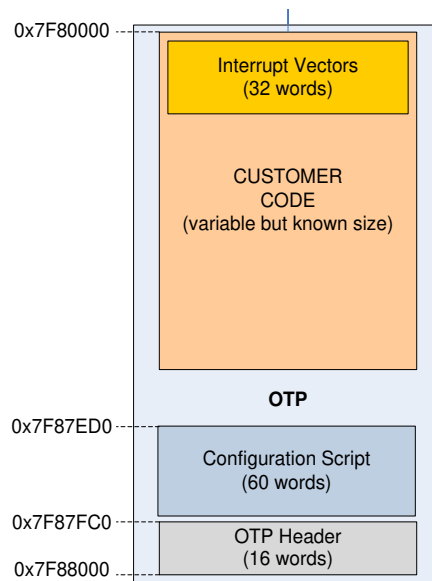 0x7F80000
Interrupt Vectors
(32 words)
CUSTOMER
CODE
(variable but known size)
OTP
0x7F87ED0
Configuration Script
(60 words)
0x7F87FC0
OTP Header
(16 words)
0x7F88000